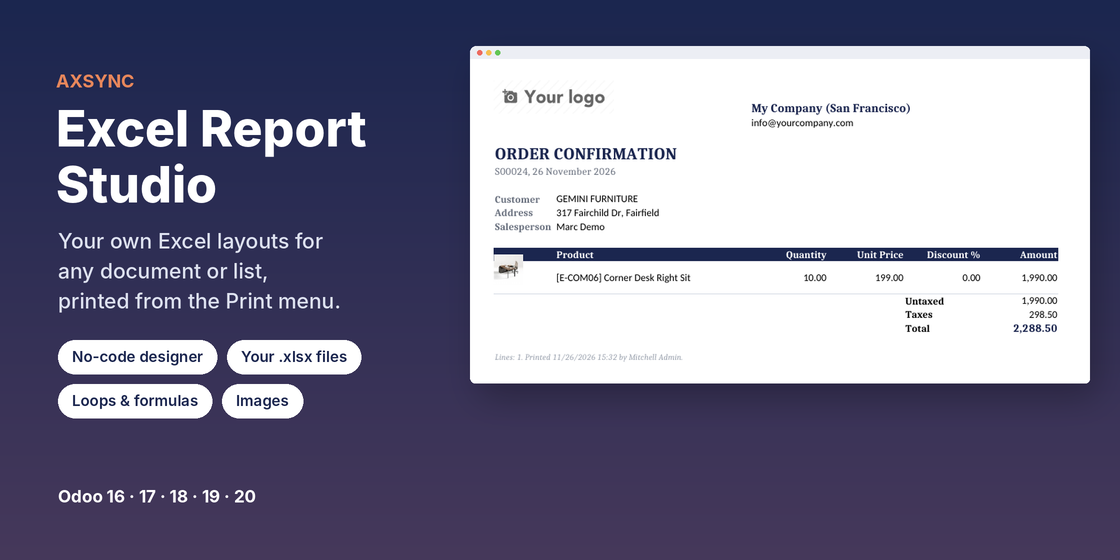 AXSYNC
Excel Report
Studio
Your own Excel layouts for
any document or list,
printed from the Print menu.
No-code designer
Your .xlsx files
Loops & formulas
Images
Odoo 16 · 17 · 18 · 19 · 20
Your logo
My Company (San Francisco)
info@yourcompany.com
ORDER CONFIRMATION
S00024, 26 November 2026
Customer GEMINI FURNITURE
Address 317 Fairchild Dr, Fairfield
Salesperson Marc Demo
Product Quantity Unit Price Discount % Amount
[E-COM06] Corner Desk Right Sit 10.00 199.00 0.00 1,990.00
Untaxed 1,990.00
Taxes 298.50
Total 2,288.50
Lines: 1. Printed 11/26/2026 15:32 by Mitchell Admin.